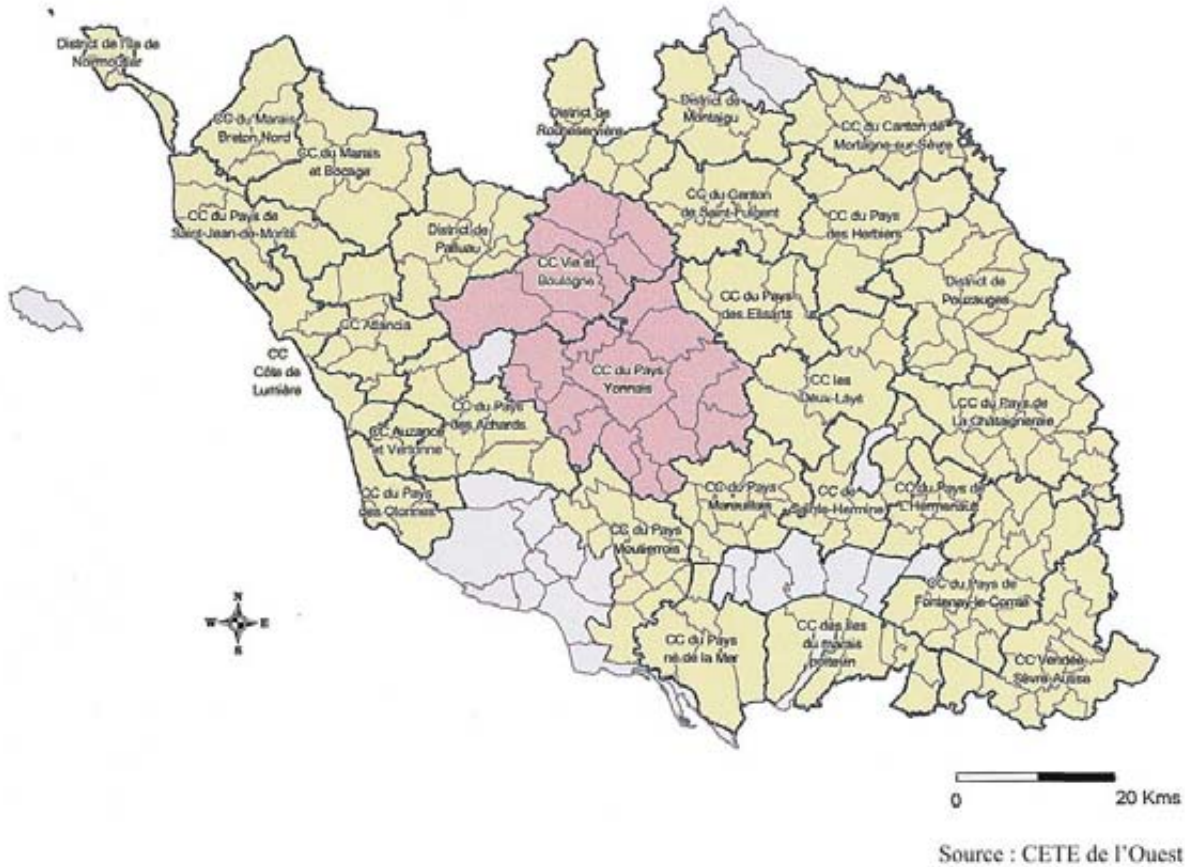 District de l'Ile de
Noirmoutier
CC du Marais
Breton Nord
CC du Marais
et Bocage
District de
Rocheservière
District de
Montaigu
CC du Canton de
Mortagne-sur-Sèvre
CC du Pays de
Saint-Jean-de-Monts
District de
Palluau
CC du Canton
de Saint-Fulgent
CC du Pays
des Herbiers
CC Vie et
Boulogne
CC du Pays
des Essarts
District de
Pouzauges
CC Atlancia
CC
Côte de
Lumière
CC du Pays
Yonnais
CC les
Deux-Lays
CC du Pays
des Achards
CC du Pays de
La Châtaigneraie
CC Auzance
et Vertonne
CC du Pays
des Olonnes
CC du Pays
Mareuillais
CC de
Sainte-Hermine
CC du Pays de
L'Hermenault
CC du Pays
Moutierrois
CC du Pays de
Fontenay-le-Comte
CC du Pays
né de la Mer
CC des Iles
du marais
poitevin
CC Vendée-
Sèvre-Autise
N
W E
S
0 20 Kms
Source : CETE de l'Ouest